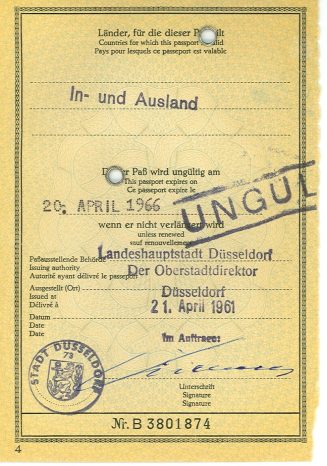 Länder, für die dieser Paß gilt
Countries for which this passport is valid
Pays pour lesquels ce passeport est valable
In- und Ausland
Dieser Paß wird ungültig am
This passport expires on
Ce passeport expire le
20. APRIL 1966
UNGÜL
wenn er nicht verlängert wird
unless renewed
sauf renouvellement
Landeshauptstadt Düsseldorf
Paßausstellende Behörde
Issuing authority
Der Oberstadtdirektor
Autorité ayant délivré le passeport
Ausgestellt (Ort)
Düsseldorf
Issued at
Délivré à
21. April 1961
Datum
Date
Date
Im Auftrage:
STADT DÜSSELDORF
73
Unterschrift
Signature
Signature
Nr. B 3801874
4